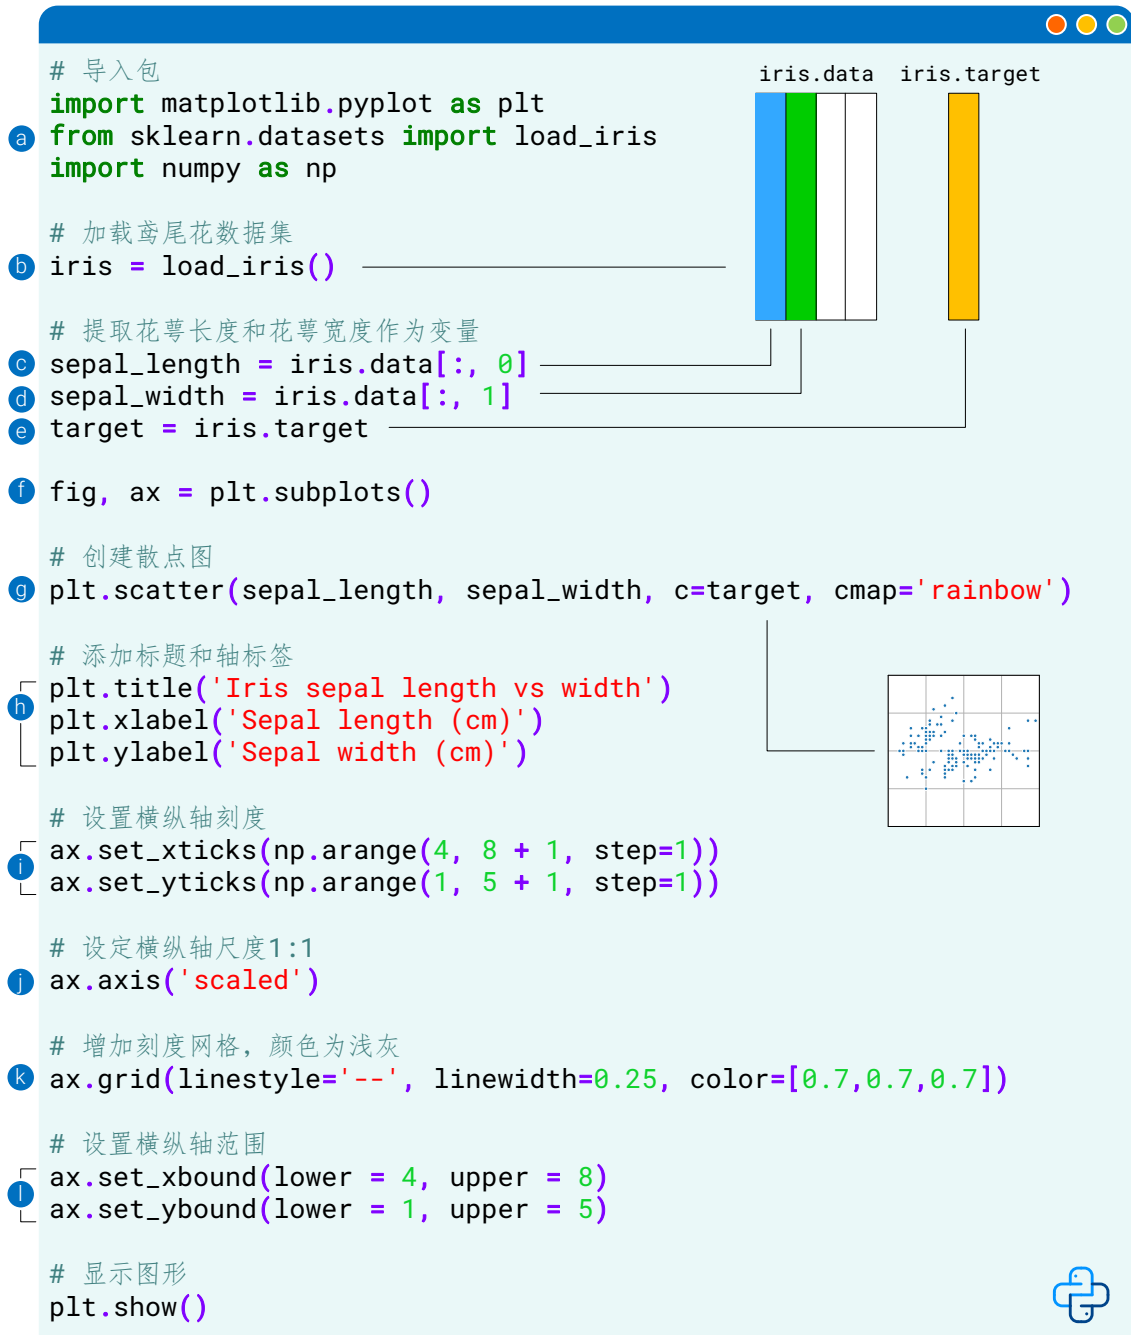 iris.data iris.target
# 导入包
import matplotlib.pyplot as plt
a from sklearn.datasets import load_iris
import numpy as np
# 加载鸢尾花数据集
b iris = load_iris()
# 提取花萼长度和花萼宽度作为变量
c sepal_length = iris.data[:, 0]
d sepal_width = iris.data[:, 1]
e target = iris.target
f fig, ax = plt.subplots()
# 创建散点图
g plt.scatter(sepal_length, sepal_width, c=target, cmap='rainbow')
# 添加标题和轴标签
h plt.title('Iris sepal length vs width')
plt.xlabel('Sepal length (cm)')
plt.ylabel('Sepal width (cm)')
# 设置横纵轴刻度
i ax.set_xticks(np.arange(4, 8 + 1, step=1))
ax.set_yticks(np.arange(1, 5 + 1, step=1))
# 设定横纵轴尺度1:1
j ax.axis('scaled')
# 增加刻度网格，颜色为浅灰
k ax.grid(linestyle='--', linewidth=0.25, color=[0.7,0.7,0.7])
# 设置横纵轴范围
l ax.set_xbound(lower = 4, upper = 8)
ax.set_ybound(lower = 1, upper = 5)
# 显示图形
plt.show()